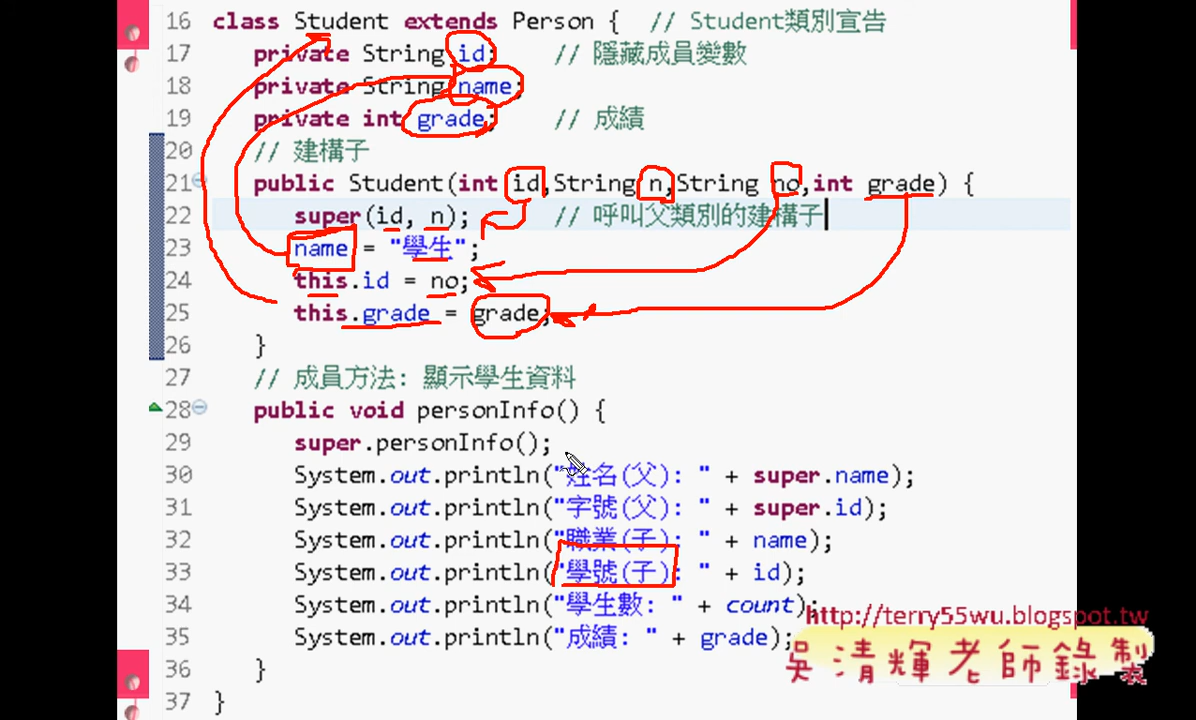 16 class Student extends Person {  // Student類別宣告
17 private String id;  // 隱藏成員變數
18 private String name;
19 private int grade;  // 成績
20 // 建構子
21 public Student(int id,String n,String no,int grade) {
22 super(id, n);  // 呼叫父類別的建構子
23 name = "學生";
24 this.id = no;
25 this.grade = grade;
26 }
27 // 成員方法: 顯示學生資料
28 public void personInfo() {
29 super.personInfo();
30 System.out.println("姓名(父): " + super.name);
31 System.out.println("字號(父): " + super.id);
32 System.out.println("職業(子): " + name);
33 System.out.println("學號(子): " + id);
34 System.out.println("學生數: " + count);
35 System.out.println("成績: " + grade);
36 }
37 }
http://terry55wu.blogspot.tw
吳清輝老師錄製